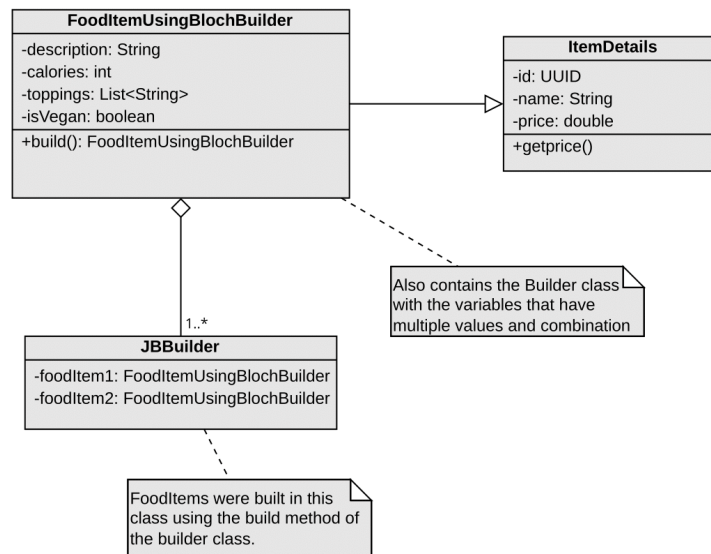 FoodItemUsingBlochBuilder
-description: String
-calories: int
-toppings: List<String>
-isVegan: boolean
+build(): FoodItemUsingBlochBuilder
ItemDetails
-id: UUID
-name: String
-price: double
+getprice()
Also contains the Builder class
with the variables that have
multiple values and combination
1..*
JBBuilder
-foodItem1: FoodItemUsingBlochBuilder
-foodItem2: FoodItemUsingBlochBuilder
FoodItems were built in this
class using the build method of
the builder class.